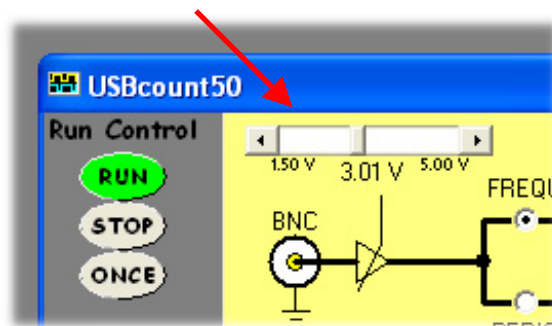 USBcount50
Run Control
RUN
STOP
ONCE
1.50 V
3.01 V
5.00 V
BNC
FREQU